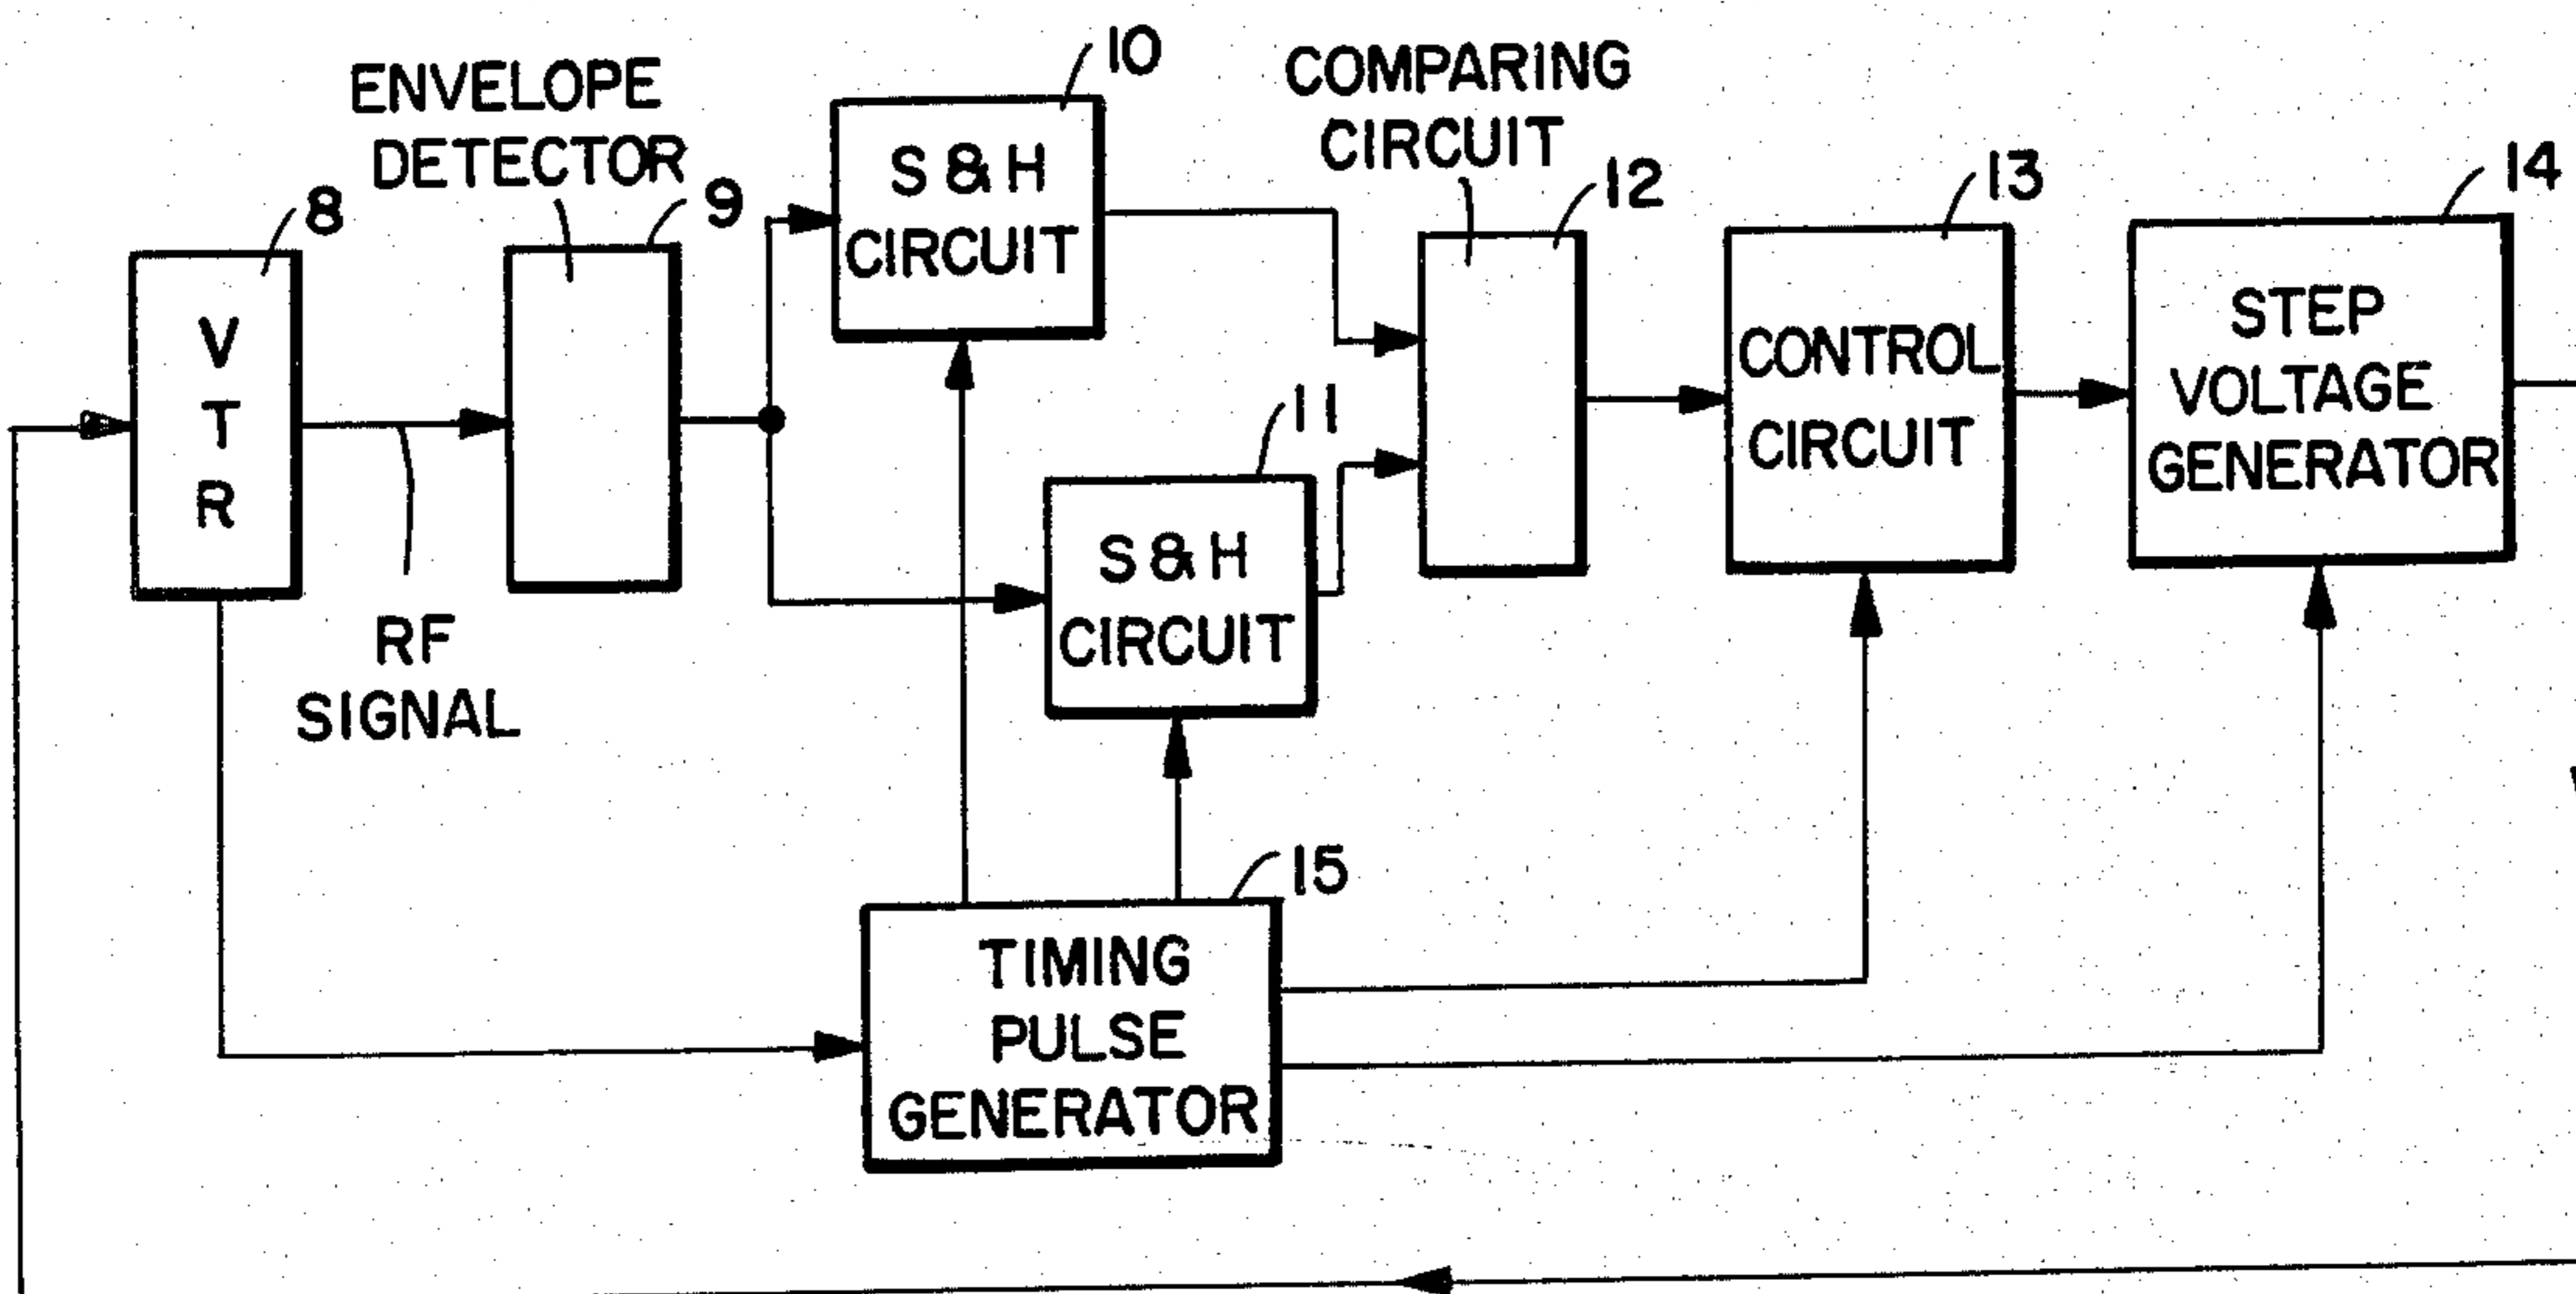 ENVELOPE
DETECTOR
8
9
V
T
R
RF
SIGNAL
10
S & H
CIRCUIT
11
S & H
CIRCUIT
COMPARING
CIRCUIT
12
13
CONTROL
CIRCUIT
14
STEP
VOLTAGE
GENERATOR
15
TIMING
PULSE
GENERATOR